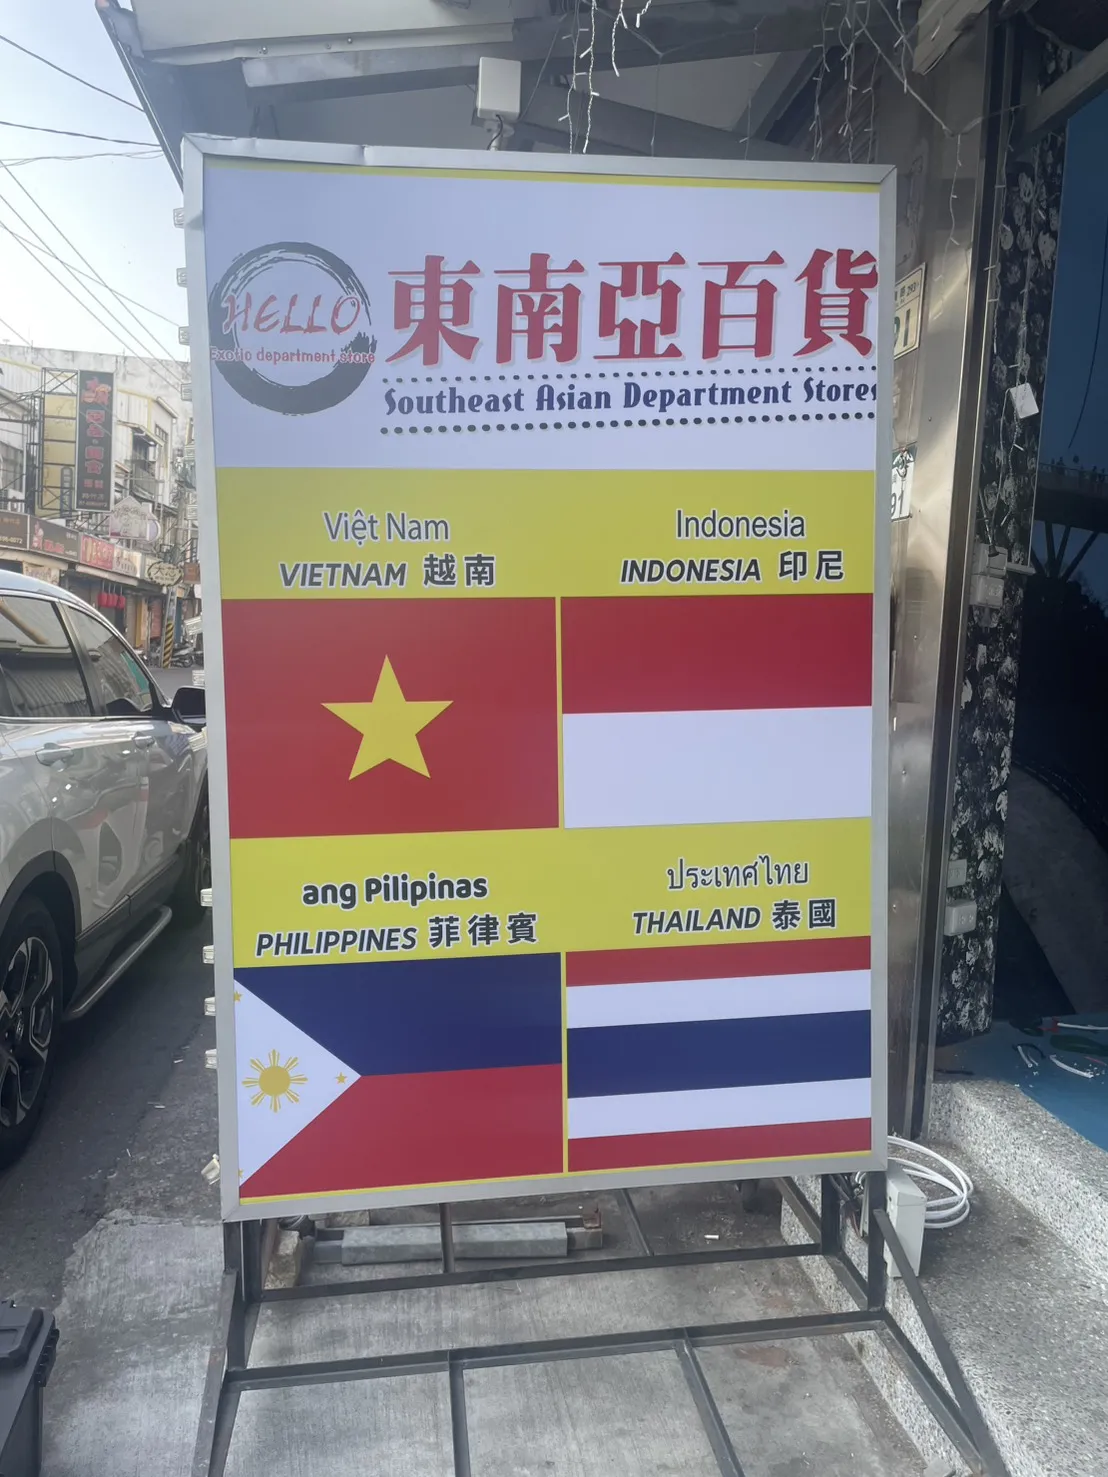 HELLO
Exotic department store
東南亞百貨
Southeast Asian Department Stores
Việt Nam
VIETNAM 越南
Indonesia
INDONESIA 印尼
ang Pilipinas
PHILIPPINES 菲律賓
ประเทศไทย
THAILAND 泰國
91